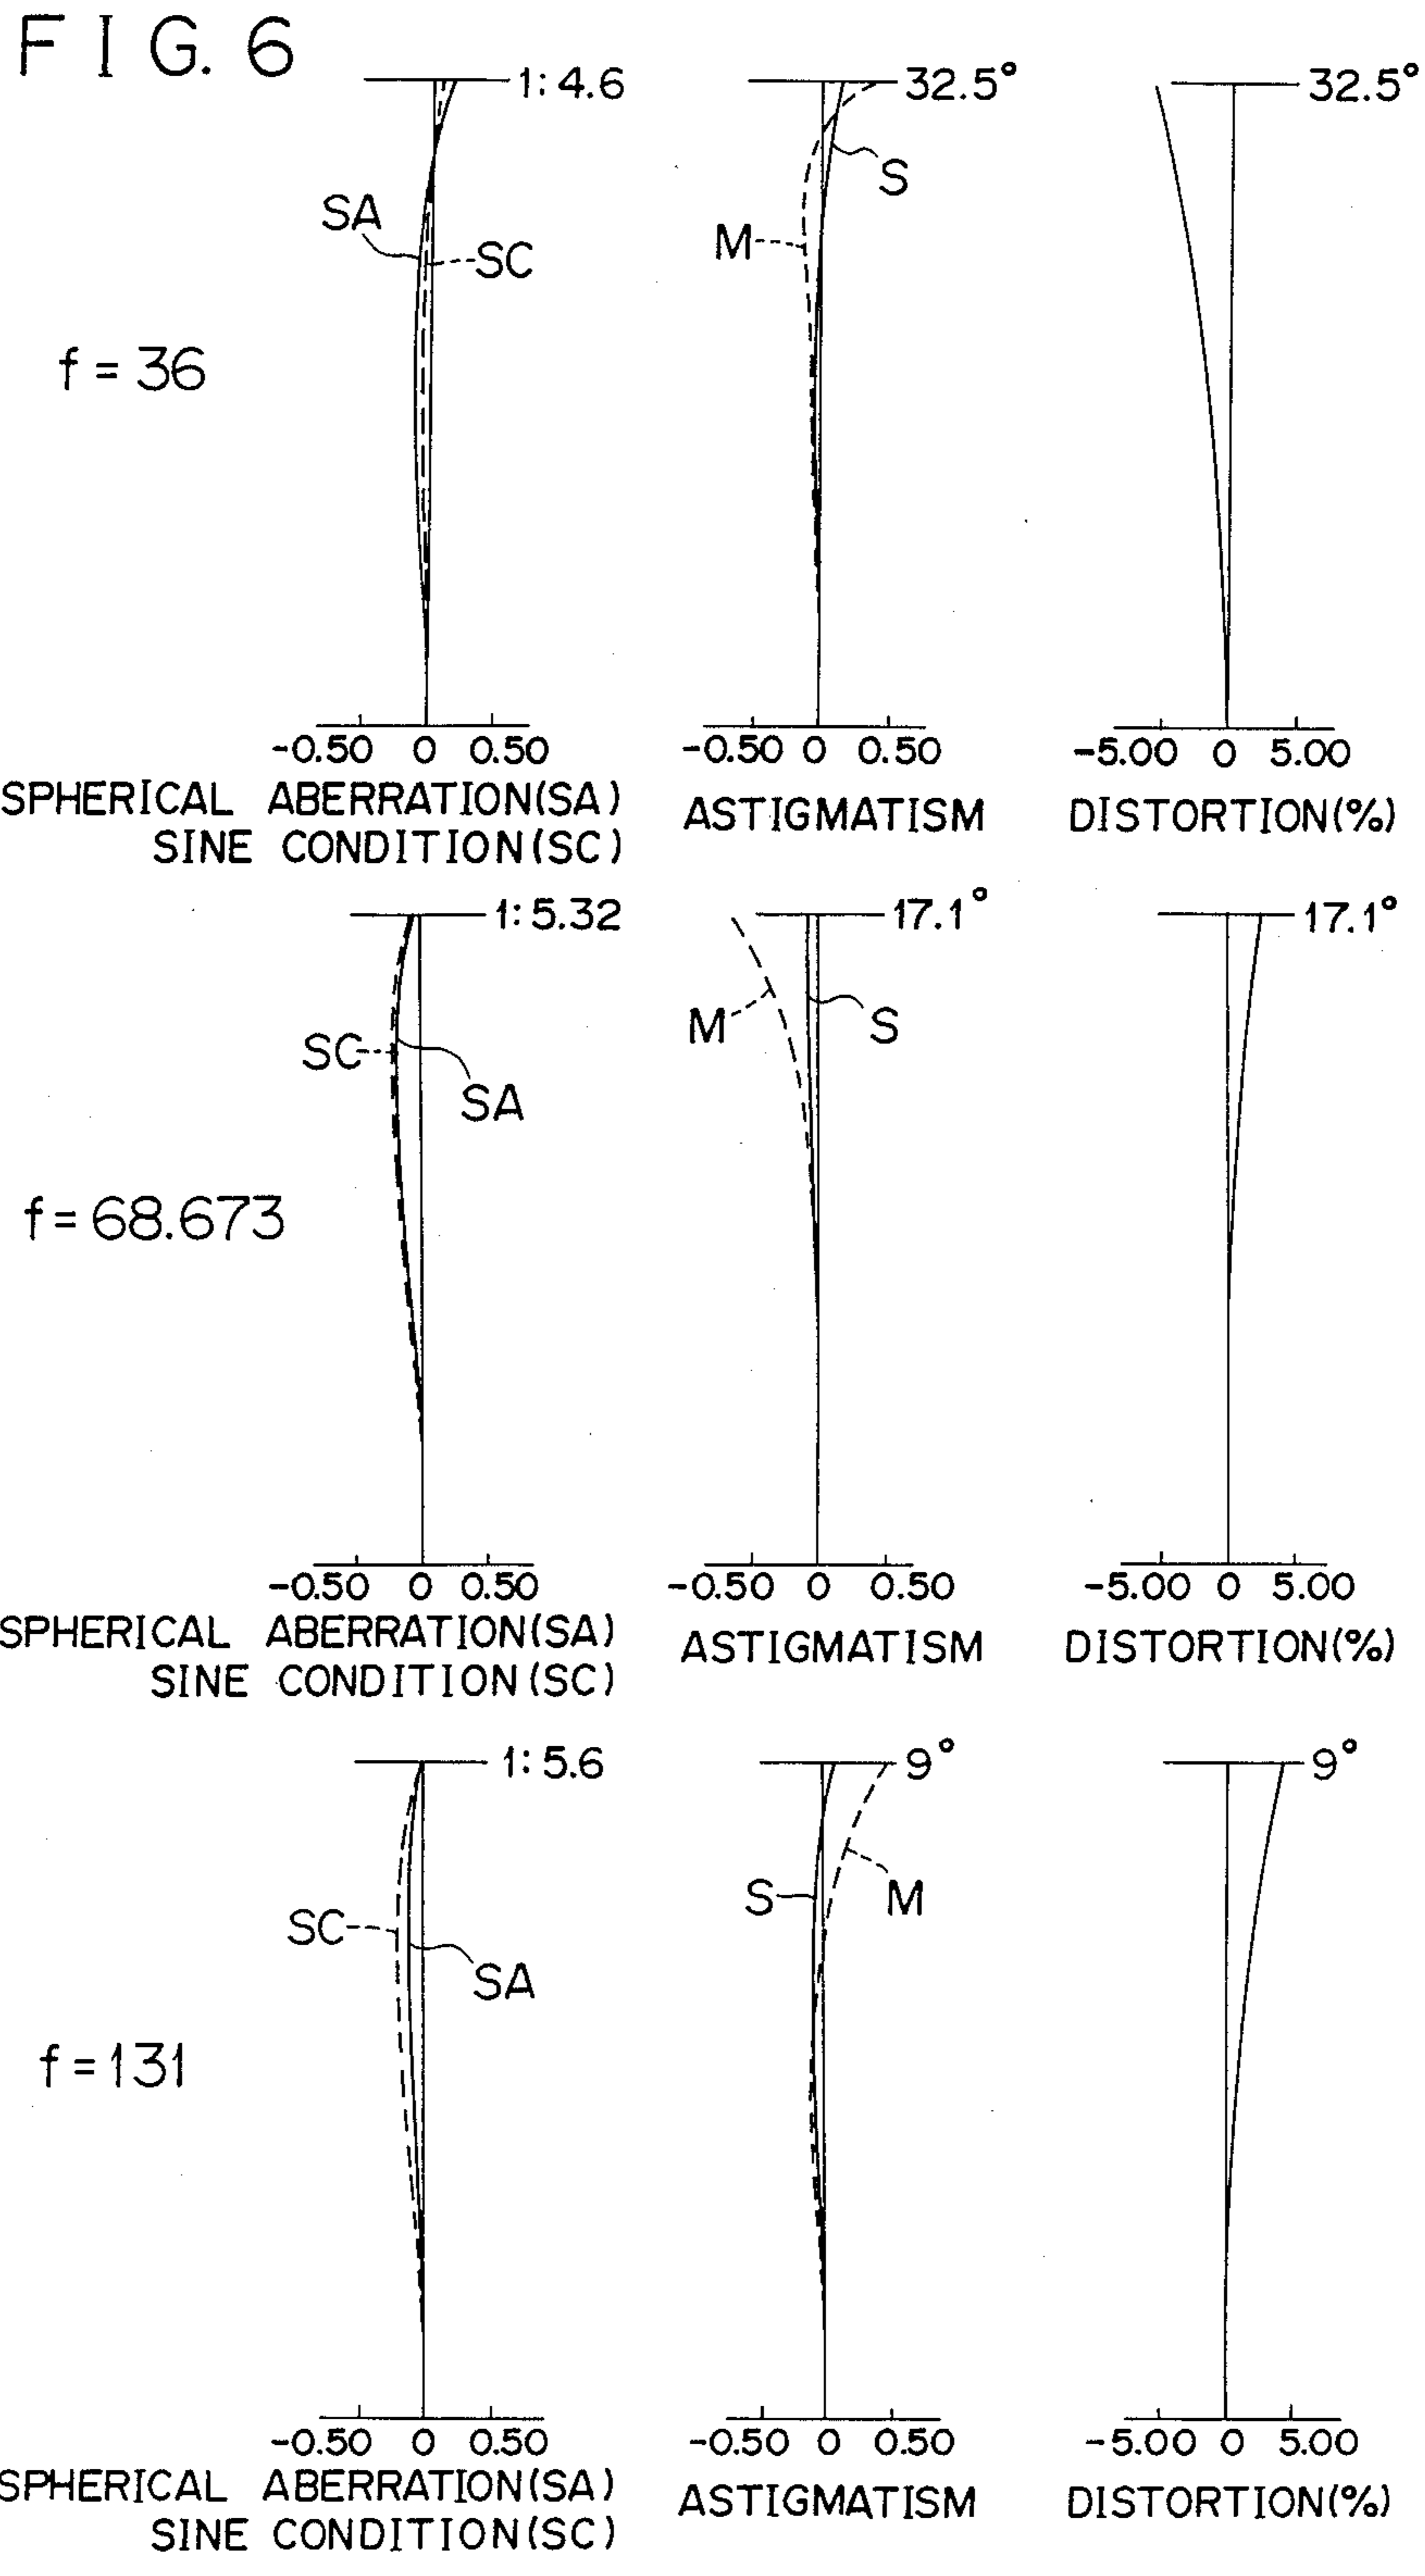 FIG. 6
1:4.6
32.5°
32.5°
S
SA
M
SC
f = 36
-0.50 0 0.50
-0.50 0 0.50
-5.00 0 5.00
SPHERICAL ABERRATION(SA)
SINE CONDITION(SC)
ASTIGMATISM
DISTORTION(%)
1:5.32
17.1°
17.1°
SC
SA
M
S
f = 68.673
-0.50 0 0.50
-0.50 0 0.50
-5.00 0 5.00
SPHERICAL ABERRATION(SA)
SINE CONDITION(SC)
ASTIGMATISM
DISTORTION(%)
1:5.6
9°
9°
SC
SA
S
M
f = 131
-0.50 0 0.50
-0.50 0 0.50
-5.00 0 5.00
SPHERICAL ABERRATION(SA)
SINE CONDITION(SC)
ASTIGMATISM
DISTORTION(%)